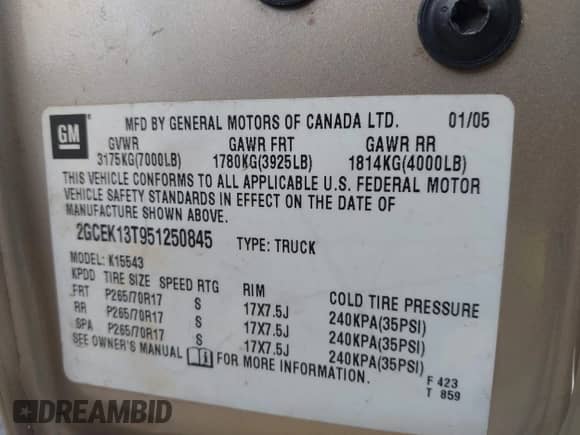 GM
MFD BY GENERAL MOTORS OF CANADA LTD. 01/05
GVWR GAWR FRT GAWR RR
3175KG(7000LB) 1780KG(3925LB) 1814KG(4000LB)
THIS VEHICLE CONFORMS TO ALL APPLICABLE U.S. FEDERAL MOTOR
VEHICLE SAFETY STANDARDS IN EFFECT ON THE DATE OF
MANUFACTURE SHOWN ABOVE.
2GCEK13T951250845 TYPE: TRUCK
MODEL: K15543
KPDD TIRE SIZE SPEED RTG RIM COLD TIRE PRESSURE
FRT P265/70R17 S 17X7.5J 240KPA(35PSI)
RR P265/70R17 S 17X7.5J 240KPA(35PSI)
SPA P265/70R17 S 17X7.5J 240KPA(35PSI)
SEE OWNER'S MANUAL FOR MORE INFORMATION.
F 423
T 859
DREAMBID